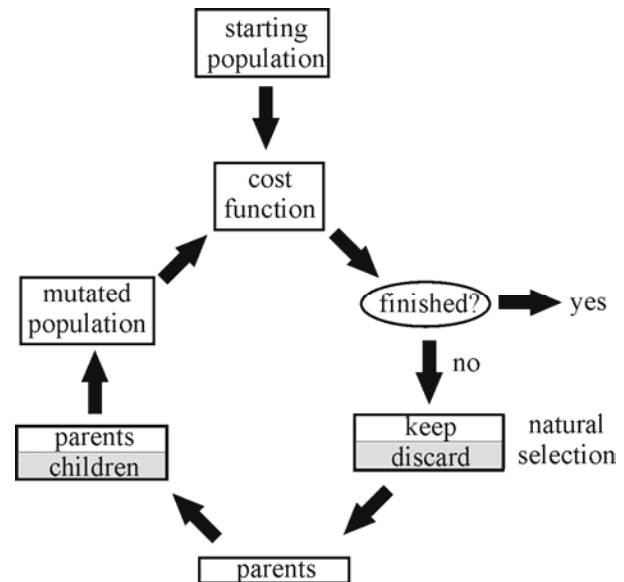 starting
population
cost
function
finished?
yes
no
keep
discard
natural
selection
parents
parents
children
mutated
population